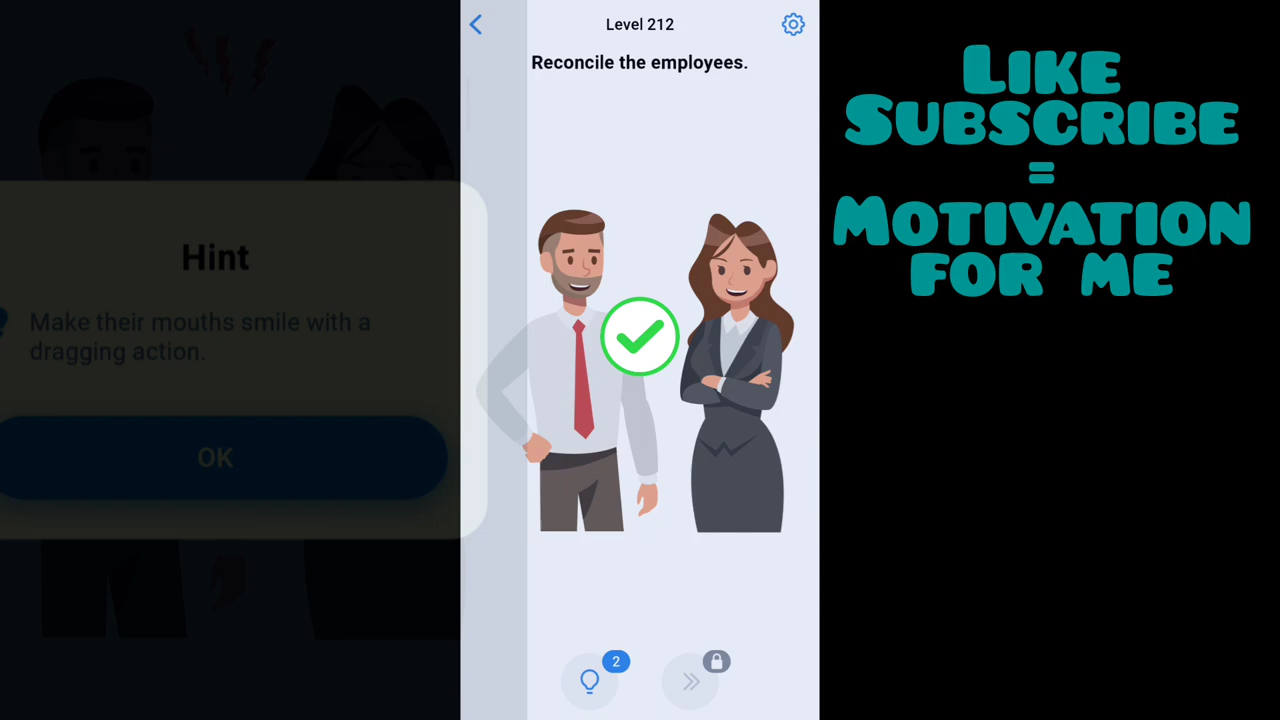 Level 212
Reconcile the employees.
Hint
Make their mouths smile with a
dragging action.
OK
2
LIKE
SUBSCRIBE
=
MOTIVATION
FOR ME